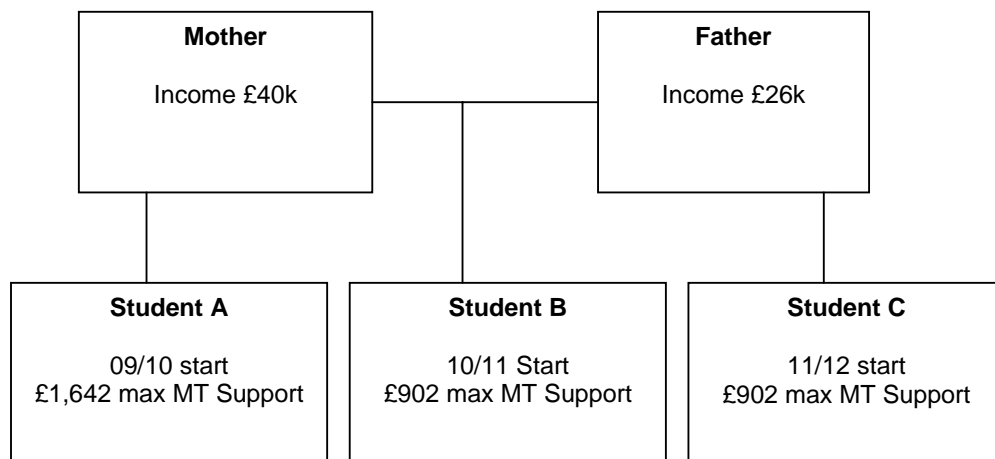 Mother
Income £40k
Father
Income £26k
Student A
09/10 start
£1,642 max MT Support
Student B
10/11 Start
£902 max MT Support
Student C
11/12 start
£902 max MT Support